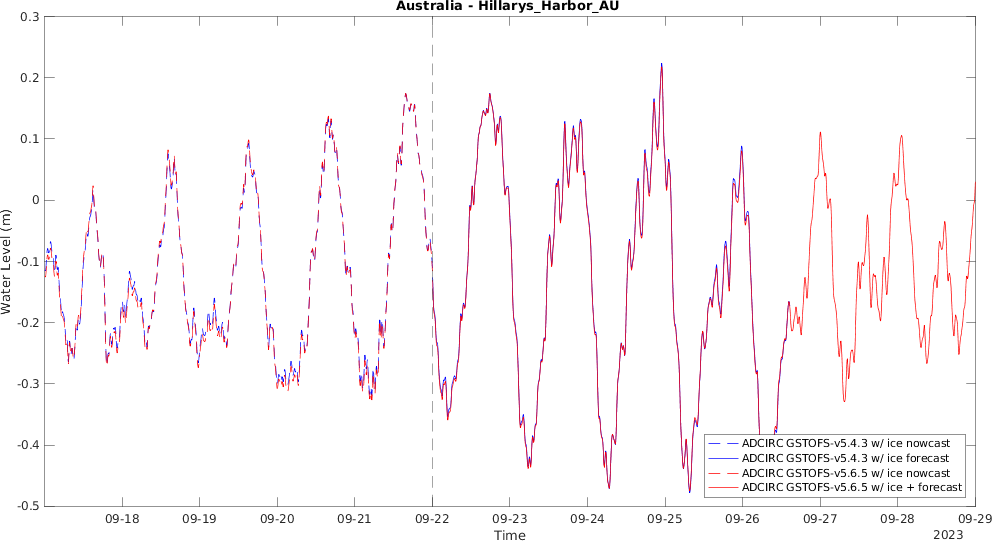 Australia - Hillarys_Harbor_AU
Water Level (m)
0.3
0.2
0.1
0
-0.1
-0.2
-0.3
-0.4
-0.5
ADCIRC GSTOFS-v5.4.3 w/ ice nowcast
ADCIRC GSTOFS-v5.4.3 w/ ice forecast
ADCIRC GSTOFS-v5.6.5 w/ ice nowcast
ADCIRC GSTOFS-v5.6.5 w/ ice + forecast
09-18 09-19 09-20 09-21 09-22 09-23 09-24 09-25 09-26 09-27 09-28 09-29
Time
2023